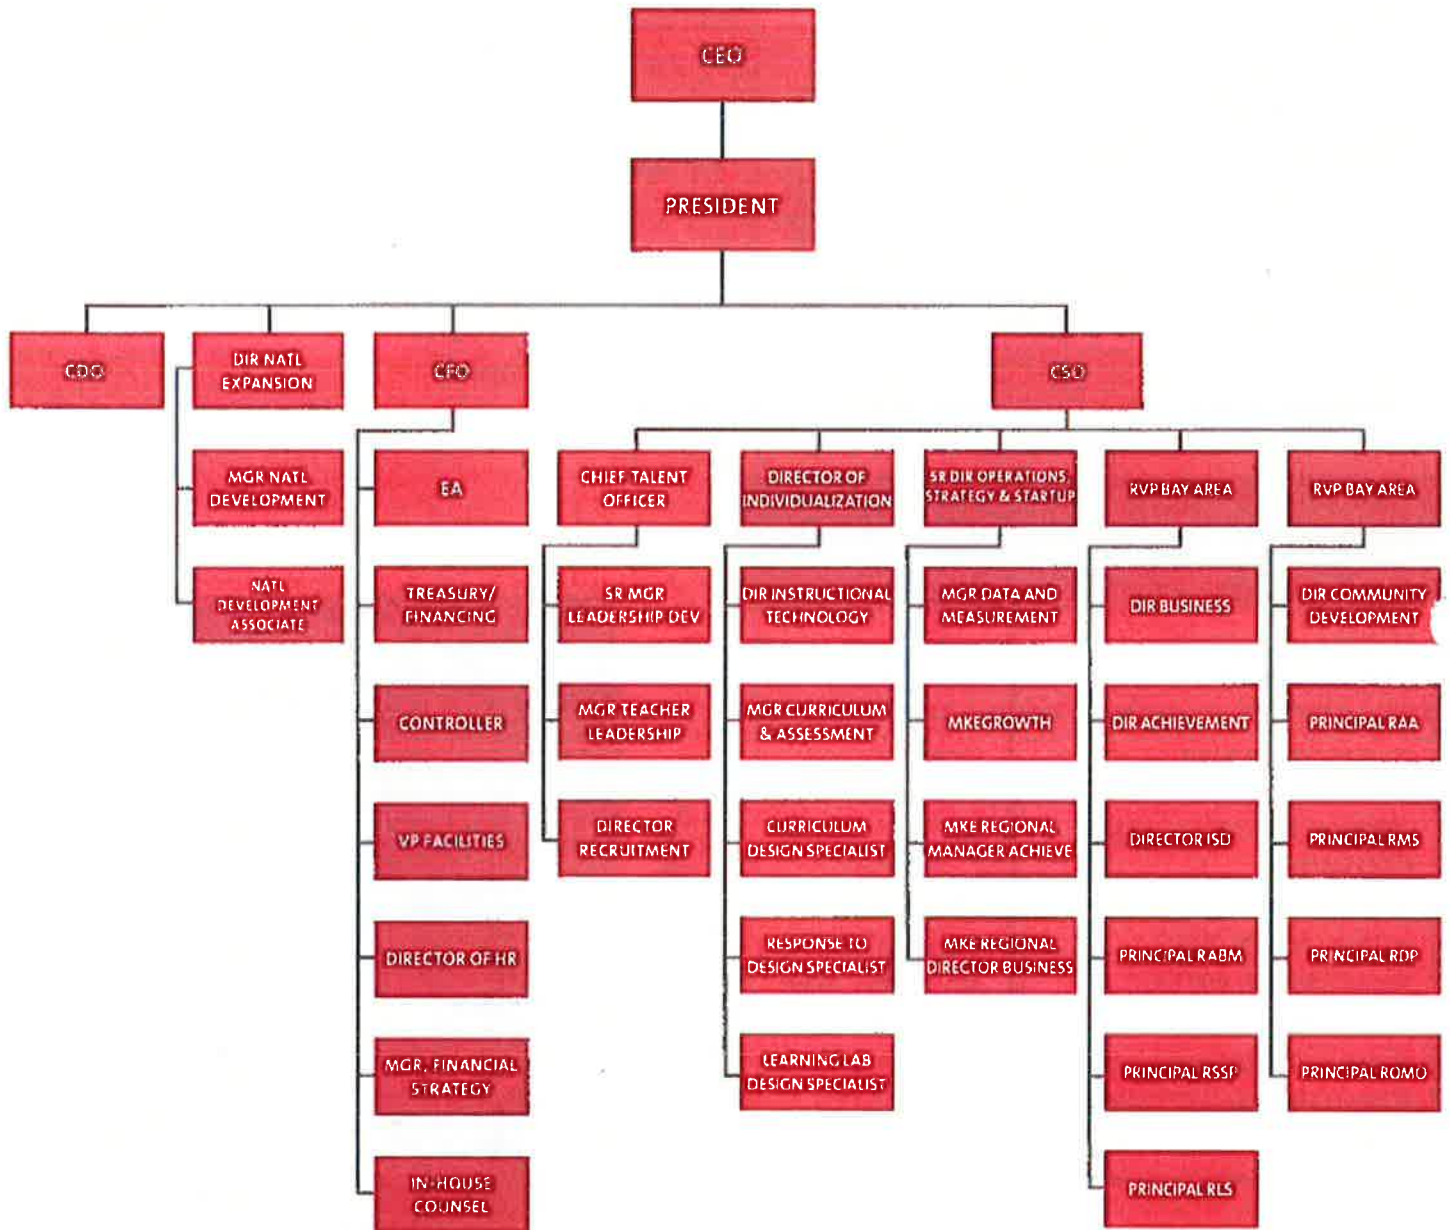 CEO
PRESIDENT
CDO
DIR NATL
EXPANSION
CFO
CSO
MGR NATL
DEVELOPMENT
NATL
DEVELOPMENT
ASSOCIATE
EA
TREASURY/
FINANCING
CONTROLLER
VP FACILITIES
DIRECTOR OF HR
MGR, FINANCIAL
STRATEGY
IN-HOUSE
COUNSEL
CHIEF TALENT
OFFICER
SR MGR
LEADERSHIP DEV
MGR TEACHER
LEADERSHIP
DIRECTOR
RECRUITMENT
DIRECTOR OF
INDIVIDUALIZATION
DIR INSTRUCTIONAL
TECHNOLOGY
MGR CURRICULUM
& ASSESSMENT
CURRICULUM
DESIGN SPECIALIST
RESPONSE TO
DESIGN SPECIALIST
LEARNING LAB
DESIGN SPECIALIST
SR DIR OPERATIONS,
STRATEGY & STARTUP
MGR DATA AND
MEASUREMENT
MKEGROWTH
MKE REGIONAL
MANAGER ACHIEVE
MKE REGIONAL
DIRECTOR BUSINESS
RVP BAY AREA
DIR BUSINESS
DIR ACHIEVEMENT
DIRECTOR ISD
PRINCIPAL RABM
PRINCIPAL RSSP
PRINCIPAL RLS
RVP BAY AREA
DIR COMMUNITY
DEVELOPMENT
PRINCIPAL RAA
PRINCIPAL RMS
PRINCIPAL RDP
PRINCIPAL ROMO